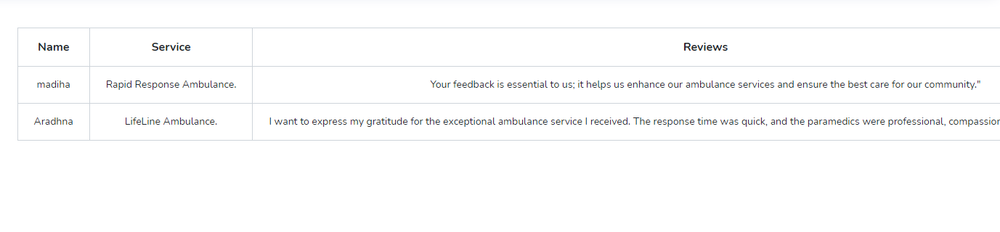 Name Service Reviews
madiha Rapid Response Ambulance. Your feedback is essential to us; it helps us enhance our ambulance services and ensure the best care for our community."
Aradhna LifeLine Ambulance. I want to express my gratitude for the exceptional ambulance service I received. The response time was quick, and the paramedics were professional,